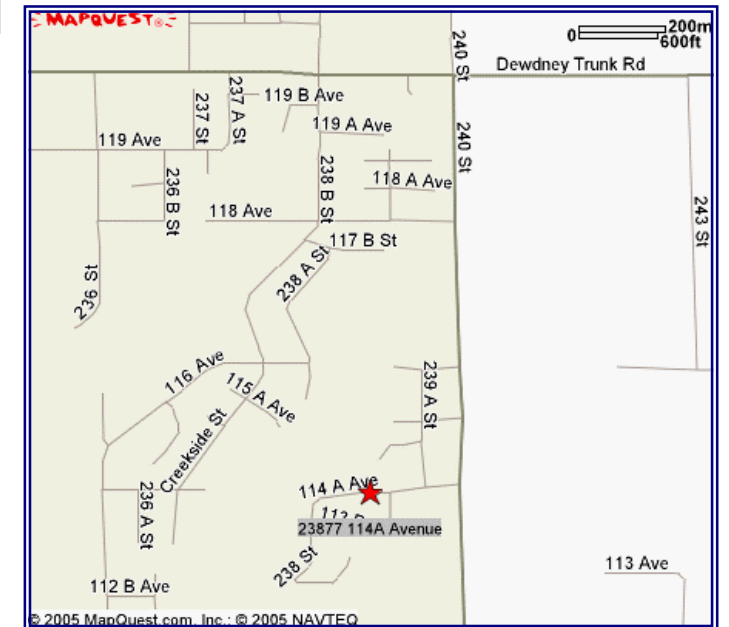 MAPQUEST
0 200m
600ft
240 St
Dewdney Trunk Rd
237 St
237 A St
119 B Ave
119 A Ave
240 St
119 Ave
236 B St
238 B St
118 A Ave
243 St
118 Ave
117 B St
238 A St
239 A St
116 Ave
115 A Ave
Creekside St
236 A St
114 A Ave
23877 114A Avenue
238 St
113 Ave
112 B Ave
© 2005 MapQuest.com, Inc.; © 2005 NAVTEQ